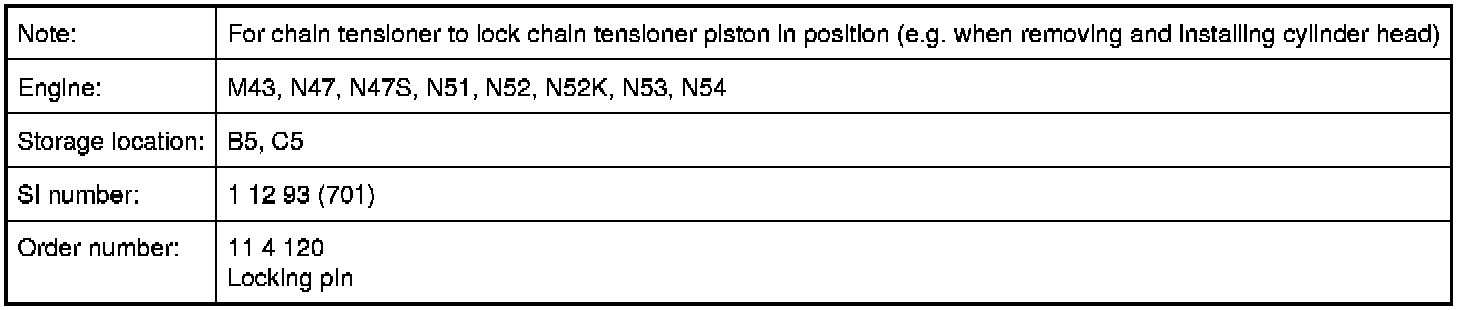 Note: For chain tensioner to lock chain tensioner piston in position (e.g. when removing and installing cylinder head)
Engine: M43, N47, N47S, N51, N52, N52K, N53, N54
Storage location: B5, C5
SI number: 1 12 93 (701)
Order number: 11 4 120
Locking pin